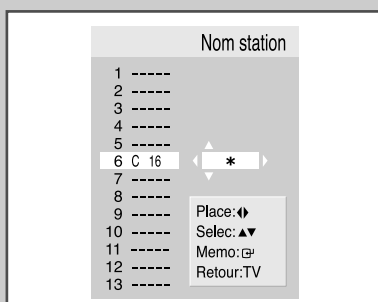 Nom station
1 -----
2 -----
3 -----
4 -----
5 -----
6 C 16 *
7 -----
8 -----
9 -----
10 -----
11 -----
12 -----
13 -----
Place:◀▶
Selec:▲▼
Memo:⏎
Retour:TV